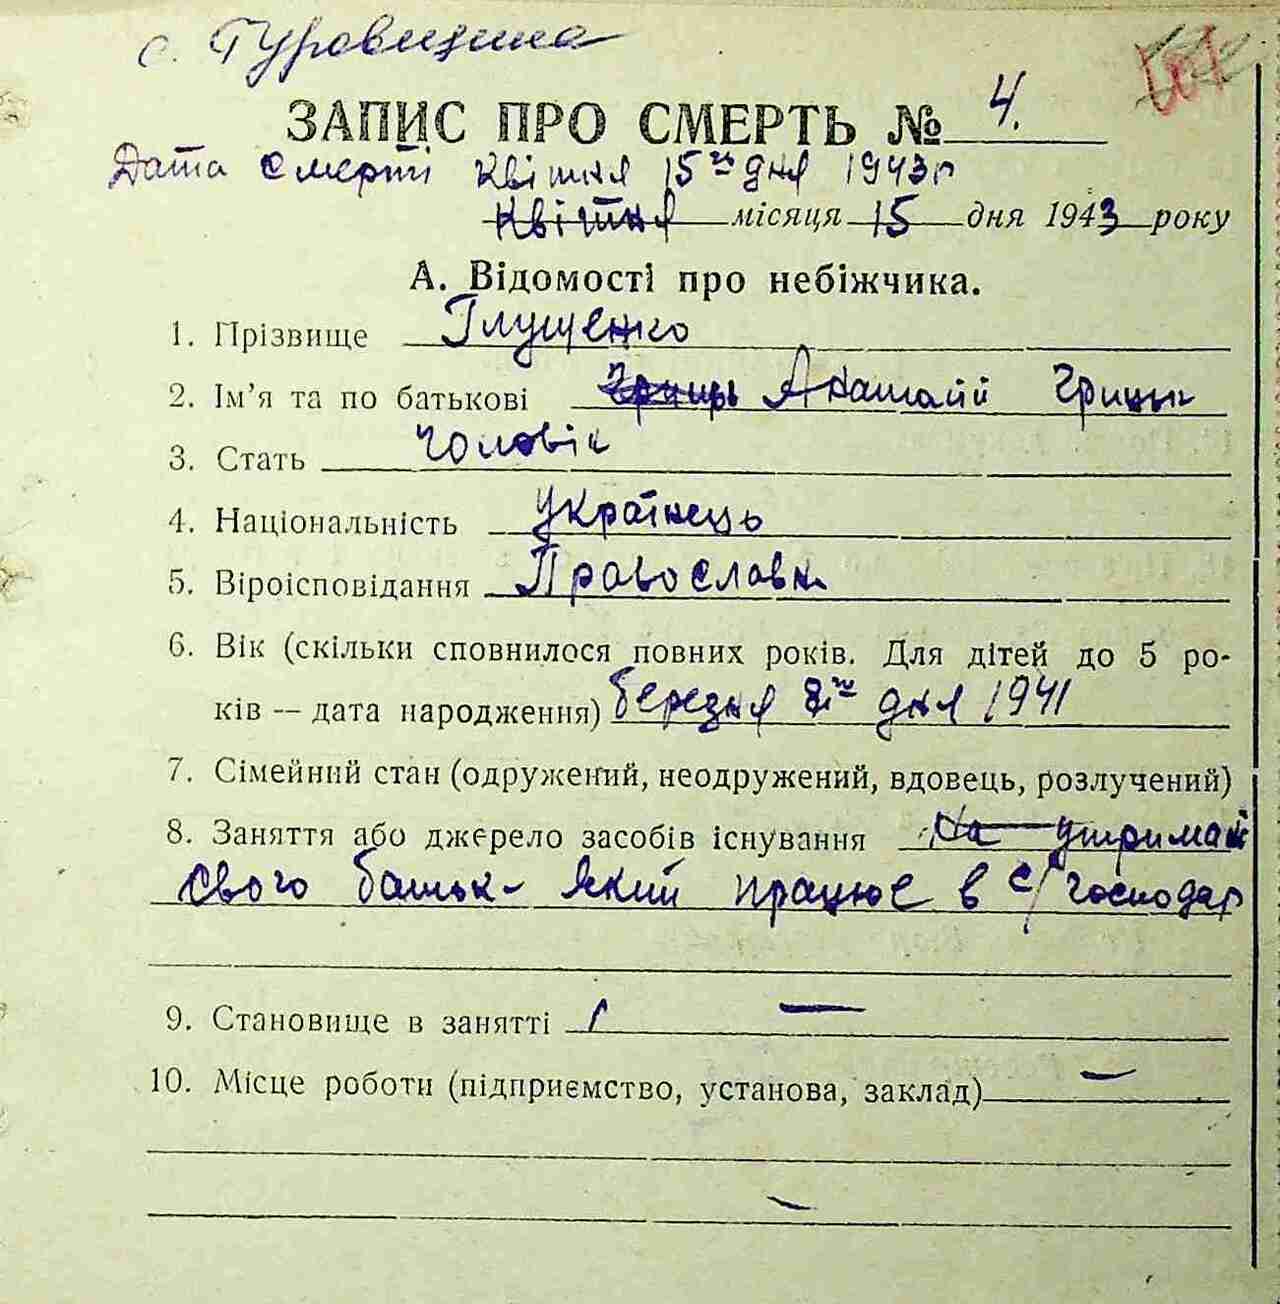 с. Гуровщина
ЗАПИС ПРО СМЕРТЬ № 4.
Дата смерті квітня 15го дня 1943р
квітня місяця 15 дня 1943 року
А. Відомості про небіжчика.
1. Прізвище Глущенко
2. Ім'я та по батькові Гриць Анатолій Гриць
3. Стать чоловік
4. Національність українець
5. Віроісповідання Православн
6. Вік (скільки сповнилося повних років. Для дітей до 5 ро-
ків — дата народження) березня го дня 1941
7. Сімейний стан (одружений, неодружений, вдовець, розлучений)
8. Заняття або джерело засобів існування На утриман
свого батьк- який працює в с/господар
9. Становище в занятті —
10. Місце роботи (підприємство, установа, заклад) —